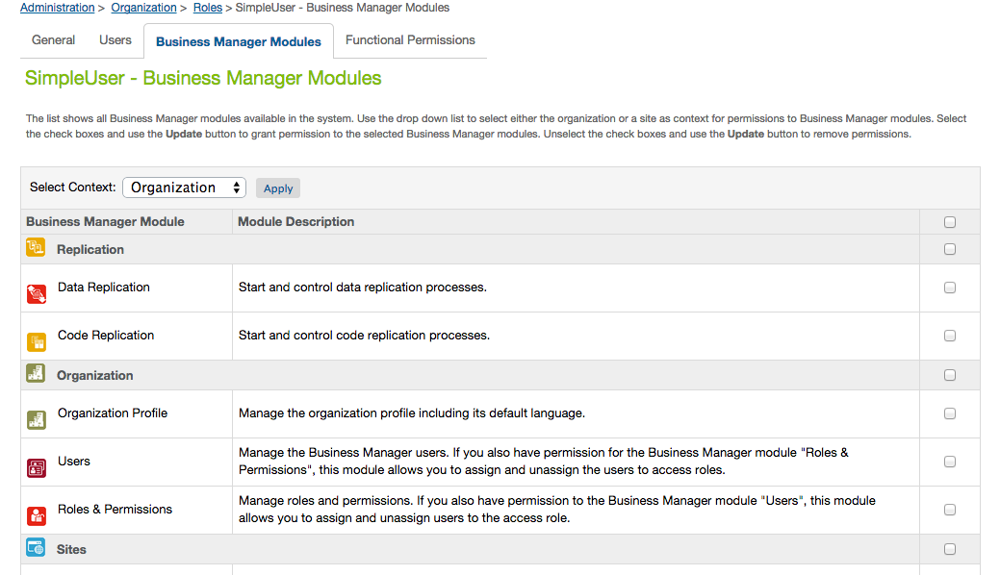 Administration > Organization > Roles > SimpleUser - Business Manager Modules
General Users Business Manager Modules Functional Permissions
SimpleUser - Business Manager Modules
The list shows all Business Manager modules available in the system. Use the drop down list to select either the organization or a site as context for permissions to Business Manager modules. Select
the check boxes and use the Update button to grant permission to the selected Business Manager modules. Unselect the check boxes and use the Update button to remove permissions.
Select Context: Organization Apply
Business Manager Module Module Description
Replication
Data Replication Start and control data replication processes.
Code Replication Start and control code replication processes.
Organization
Organization Profile Manage the organization profile including its default language.
Users Manage the Business Manager users. If you also have permission for the Business Manager module "Roles &
Permissions", this module allows you to assign and unassign the users to access roles.
Roles & Permissions Manage roles and permissions. If you also have permission to the Business Manager module "Users", this module
allows you to assign and unassign users to the access role.
Sites